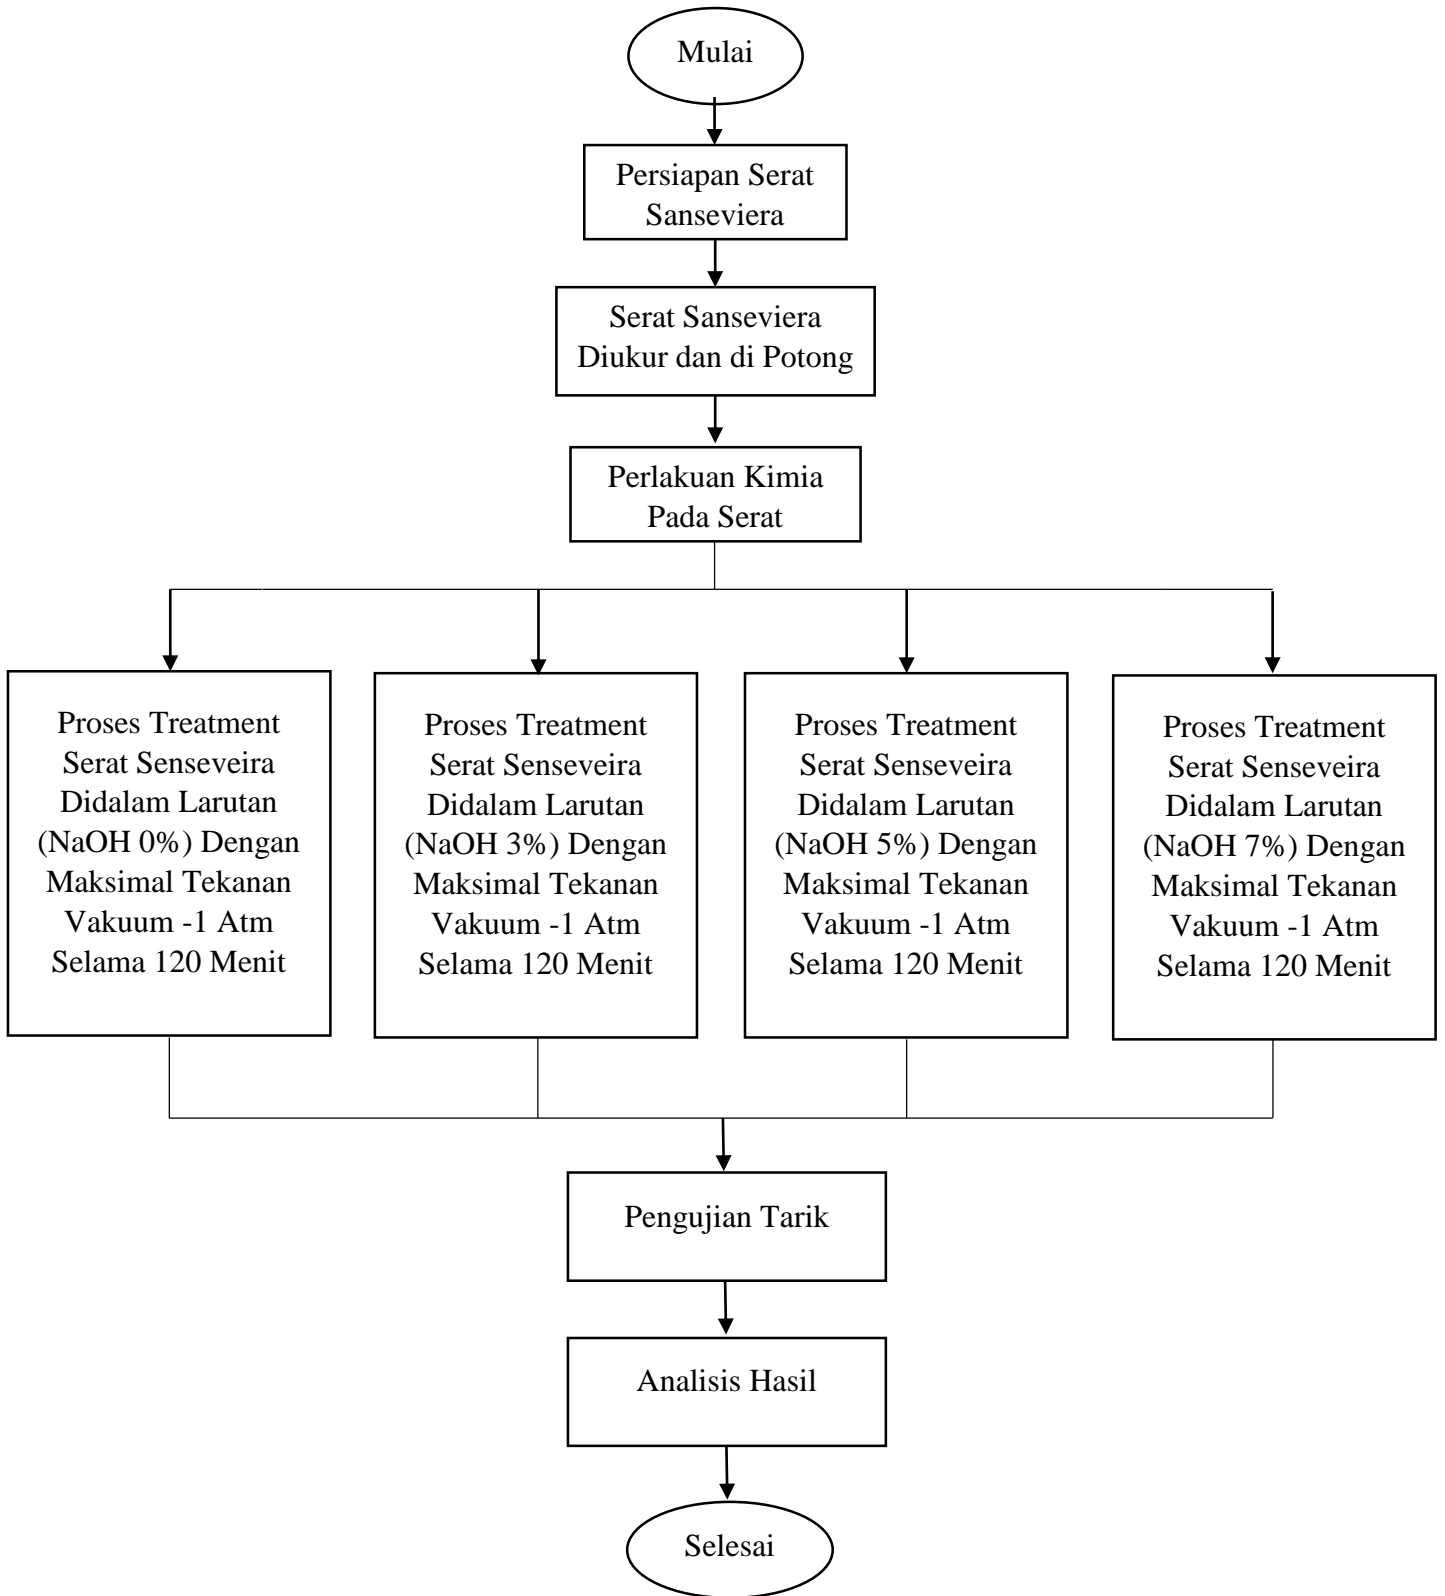 Mulai
Persiapan Serat
Sanseviera
Serat Sanseviera
Diukur dan di Potong
Perlakuan Kimia
Pada Serat
Proses Treatment
Serat Senseveira
Didalam Larutan
(NaOH 0%) Dengan
Maksimal Tekanan
Vakuum -1 Atm
Selama 120 Menit
Proses Treatment
Serat Senseveira
Didalam Larutan
(NaOH 3%) Dengan
Maksimal Tekanan
Vakuum -1 Atm
Selama 120 Menit
Proses Treatment
Serat Senseveira
Didalam Larutan
(NaOH 5%) Dengan
Maksimal Tekanan
Vakuum -1 Atm
Selama 120 Menit
Proses Treatment
Serat Senseveira
Didalam Larutan
(NaOH 7%) Dengan
Maksimal Tekanan
Vakuum -1 Atm
Selama 120 Menit
Pengujian Tarik
Analisis Hasil
Selesai